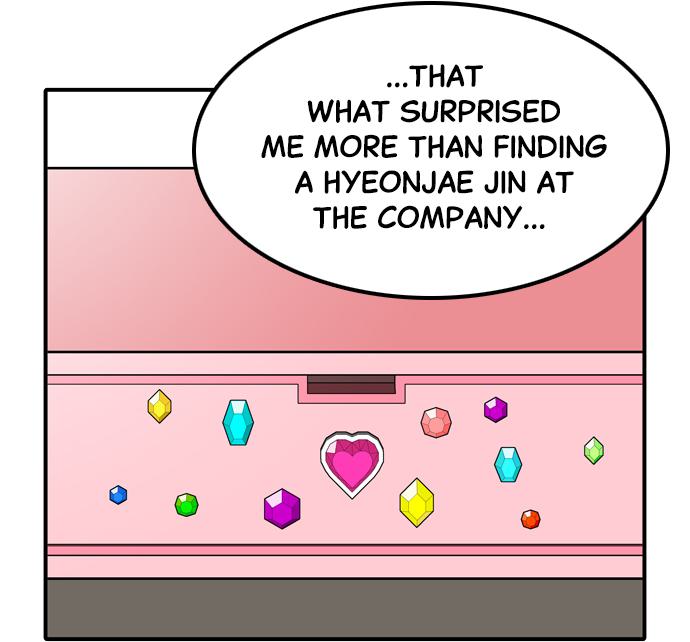 ...THAT
WHAT SURPRISED
ME MORE THAN FINDING
A HYEONJAE JIN AT
THE COMPANY...